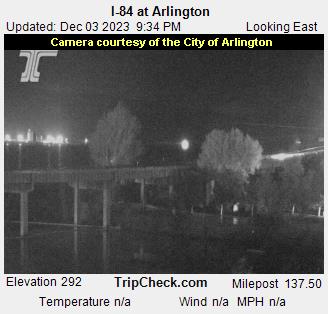 I-84 at Arlington
Updated: Dec 03 2023 9:34 PM Looking East
Camera courtesy of the City of Arlington
Elevation 292 TripCheck.com Milepost 137.50
Temperature n/a Wind n/a MPH n/a